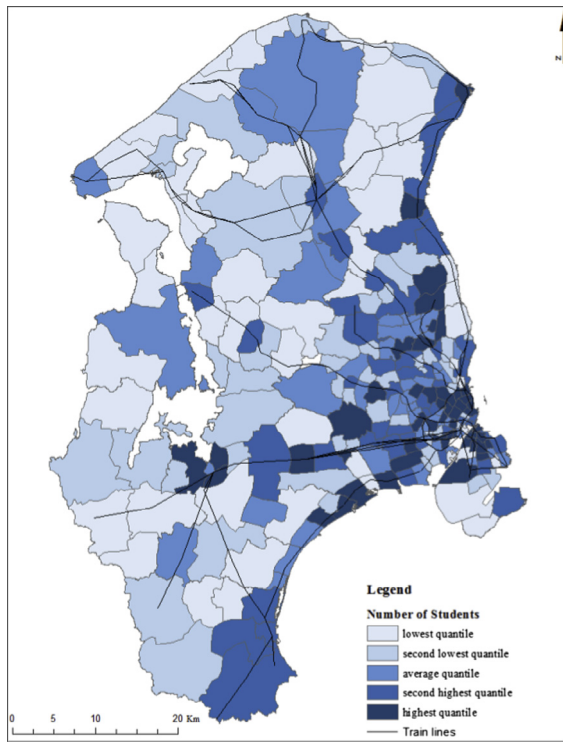 N
Legend
Number of Students
lowest quantile
second lowest quantile
average quantile
second highest quantile
highest quantile
Train lines
0 5 10 20 Km